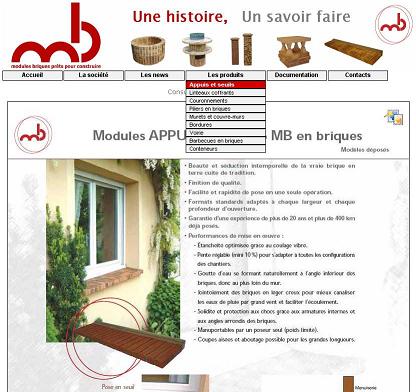 Une histoire, Un savoir faire
mb
modules briques prêts pour construire
Accueil
La société
Les news
Les produits
Documentation
Contacts
Appuis et seuils
Linteaux coffrants
Couronnements
Piliers en briques
Murets et couvre-murs
Bordures
Voirie
Barbecues en briques
Conteneurs
mb
Modules APPU MB en briques
Modèles déposés
• Beauté et séduction intemporelle de la vraie brique en
terre cuite de tradition.
• Finition de qualité.
• Facilité et rapidité de pose en une seule opération.
• Formats standards adaptés à chaque largeur et chaque
profondeur d'ouverture.
• Garantie d'une expérience de plus de 20 ans et plus de 400 km
déjà posés.
• Performances de mise en œuvre :
- Étanchéité optimisée grâce au coulage vibré.
- Pente réglable (mini 10 %) pour s'adapter à toutes les configurations
des chantiers.
- Goutte d'eau se formant naturellement à l'angle inférieur des
briques, donc au plus loin du mur.
- Jointoiement des briques en léger creux pour mieux canaliser
les eaux de pluie par grand vent et faciliter l'écoulement.
- Solidité et protection aux chocs grâce aux armatures internes et
aux angles arrondis des briques.
- Manuportables par un poseur seul (poids limité).
- Coupes aisées et aboutage possible pour les grandes longueurs.
Pose en seuil
Menuiserie